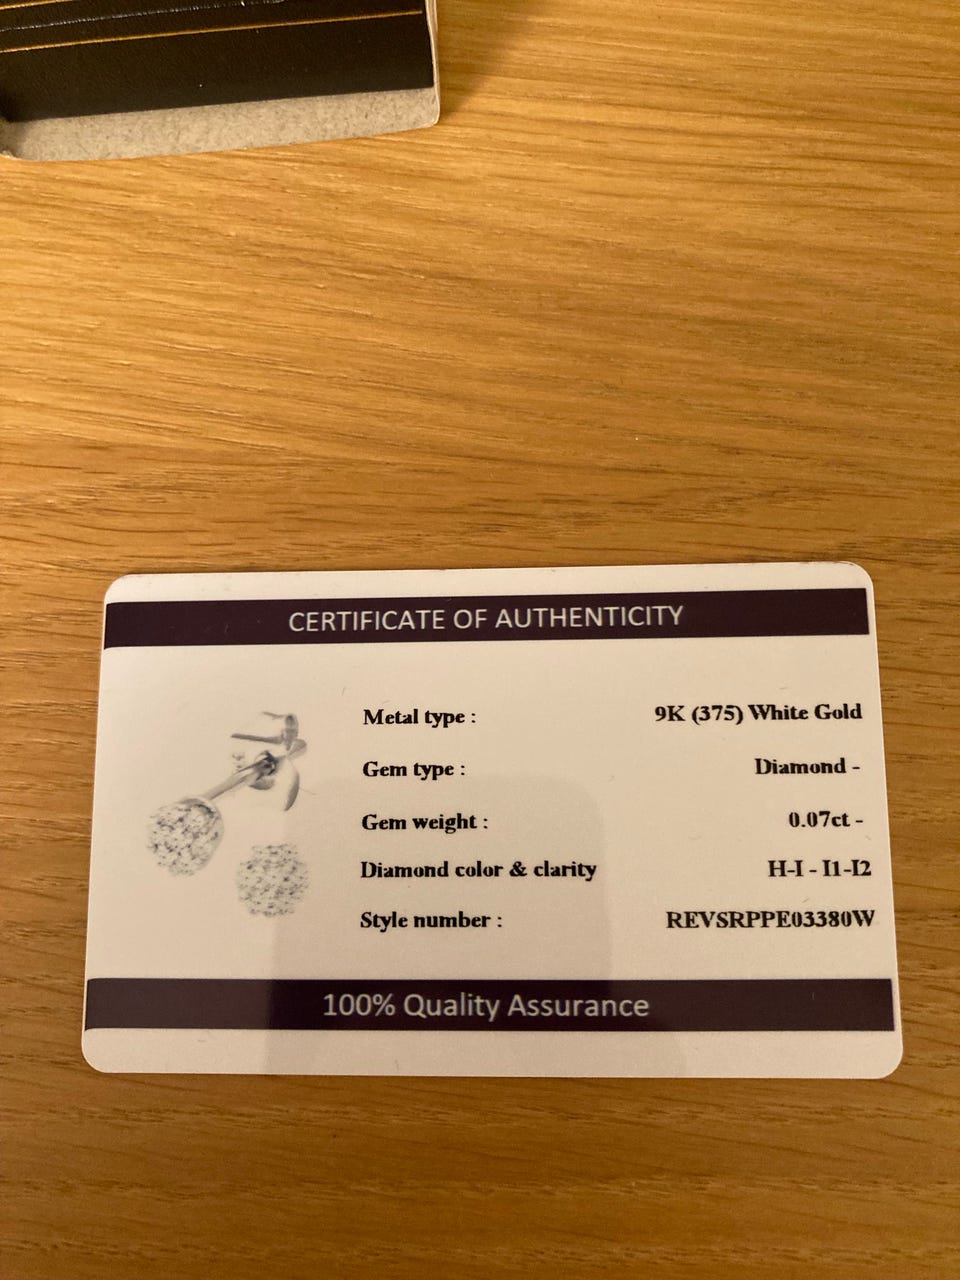 CERTIFICATE OF AUTHENTICITY
Metal type : 9K (375) White Gold
Gem type : Diamond -
Gem weight : 0.07ct -
Diamond color & clarity H-I - I1-I2
Style number : REVSRPPE03380W
100% Quality Assurance